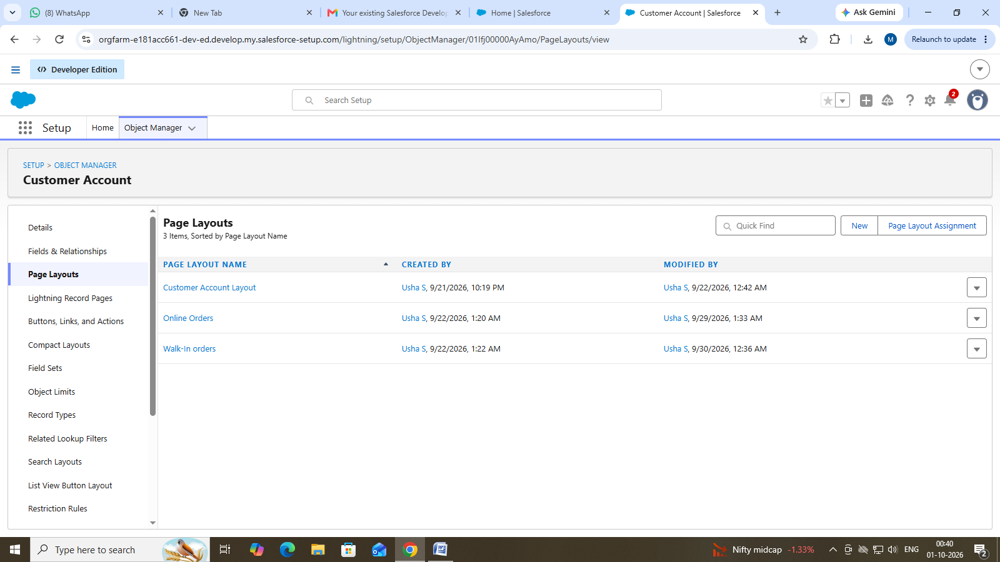 (8) WhatsApp
New Tab
Your existing Salesforce Develop
Home | Salesforce
Customer Account | Salesforce
Ask Gemini
orgfarm-e181acc661-dev-ed.develop.my.salesforce-setup.com/lightning/setup/ObjectManager/01Ifj00000AyAmo/PageLayouts/view
M
Relaunch to update
Developer Edition
Search Setup
2
Setup
Home
Object Manager
SETUP > OBJECT MANAGER
Customer Account
Details
Fields & Relationships
Page Layouts
Lightning Record Pages
Buttons, Links, and Actions
Compact Layouts
Field Sets
Object Limits
Record Types
Related Lookup Filters
Search Layouts
List View Button Layout
Restriction Rules
Page Layouts
3 Items, Sorted by Page Layout Name
Quick Find
New
Page Layout Assignment
PAGE LAYOUT NAME CREATED BY MODIFIED BY
Customer Account Layout Usha S, 9/21/2026, 10:19 PM Usha S, 9/22/2026, 12:42 AM
Online Orders Usha S, 9/22/2026, 1:20 AM Usha S, 9/29/2026, 1:33 AM
Walk-In orders Usha S, 9/22/2026, 1:22 AM Usha S, 9/30/2026, 12:36 AM
Type here to search
Nifty midcap -1.33%
ENG
00:40
01-10-2026
2